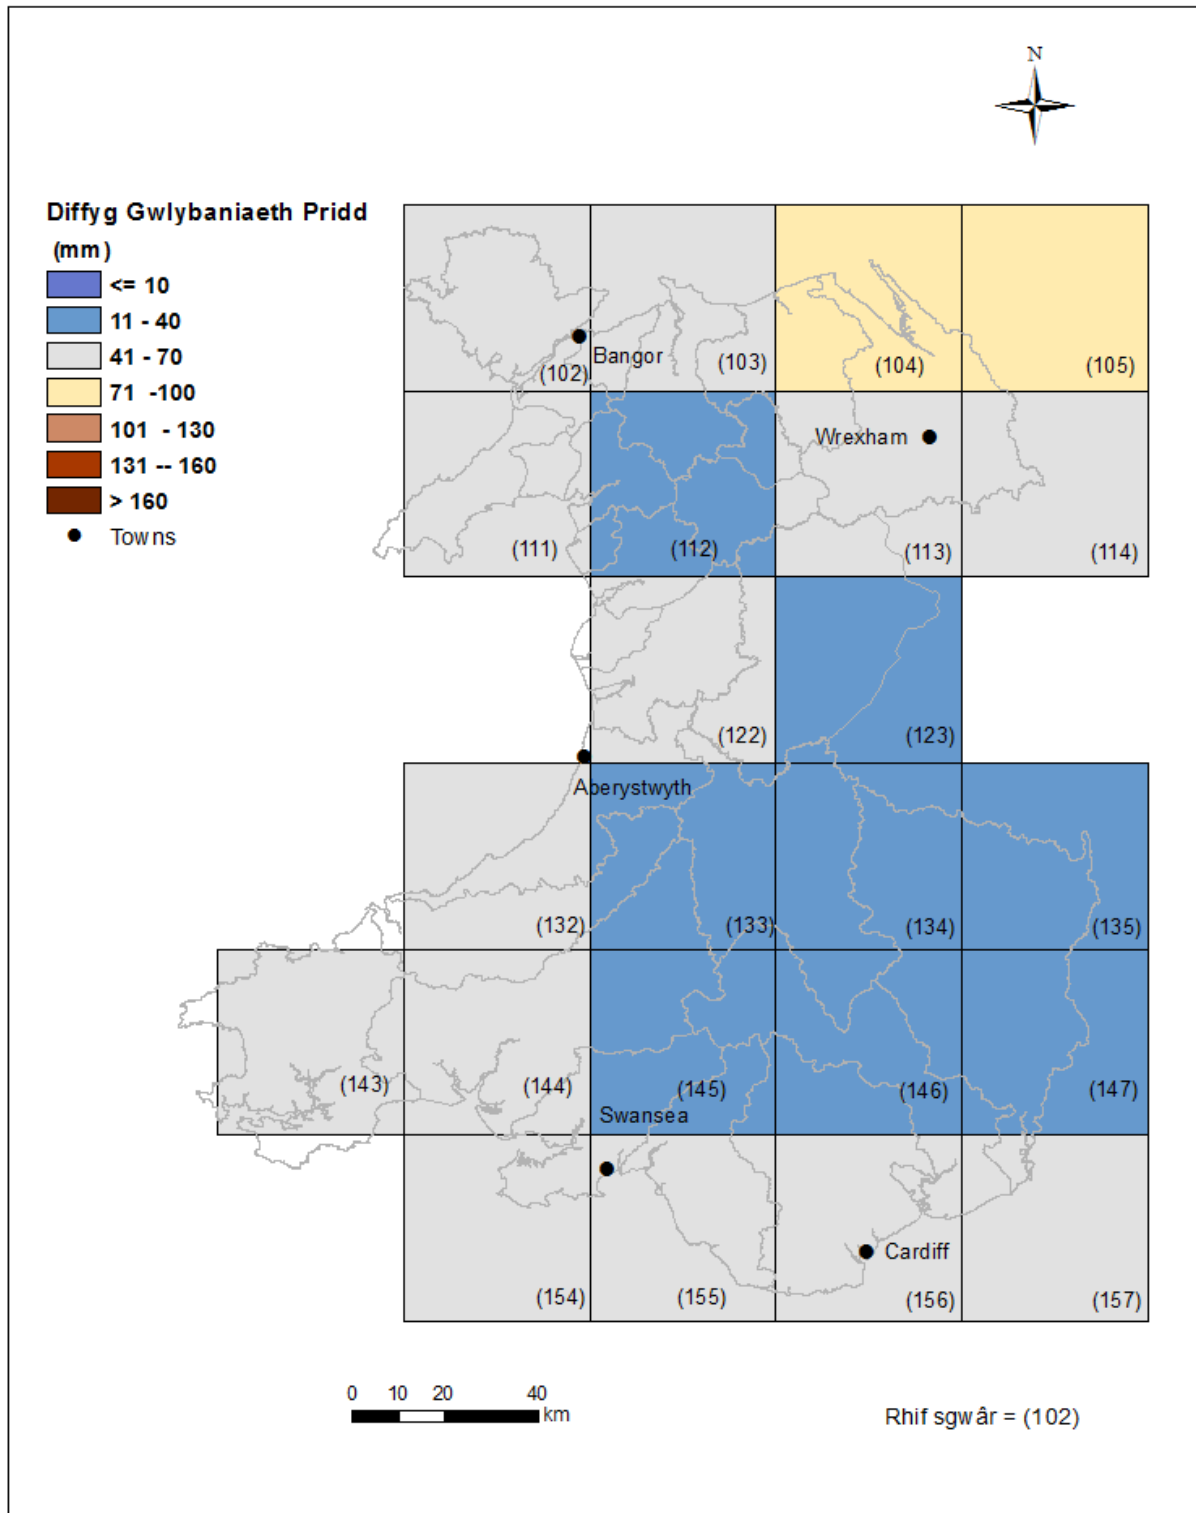 N
Diffyg Gwlybaniaeth Pridd
(mm)
<= 10
11 - 40
41 - 70
71 -100
101 - 130
131 -- 160
> 160
Towns
Bangor
(102)
(103)
(104)
(105)
Wrexham
(111)
(112)
(113)
(114)
(122)
(123)
Aberystwyth
(132)
(133)
(134)
(135)
(143)
(144)
(145)
(146)
(147)
Swansea
Cardiff
(154)
(155)
(156)
(157)
0 10 20 40
km
Rhif sgwâr = (102)